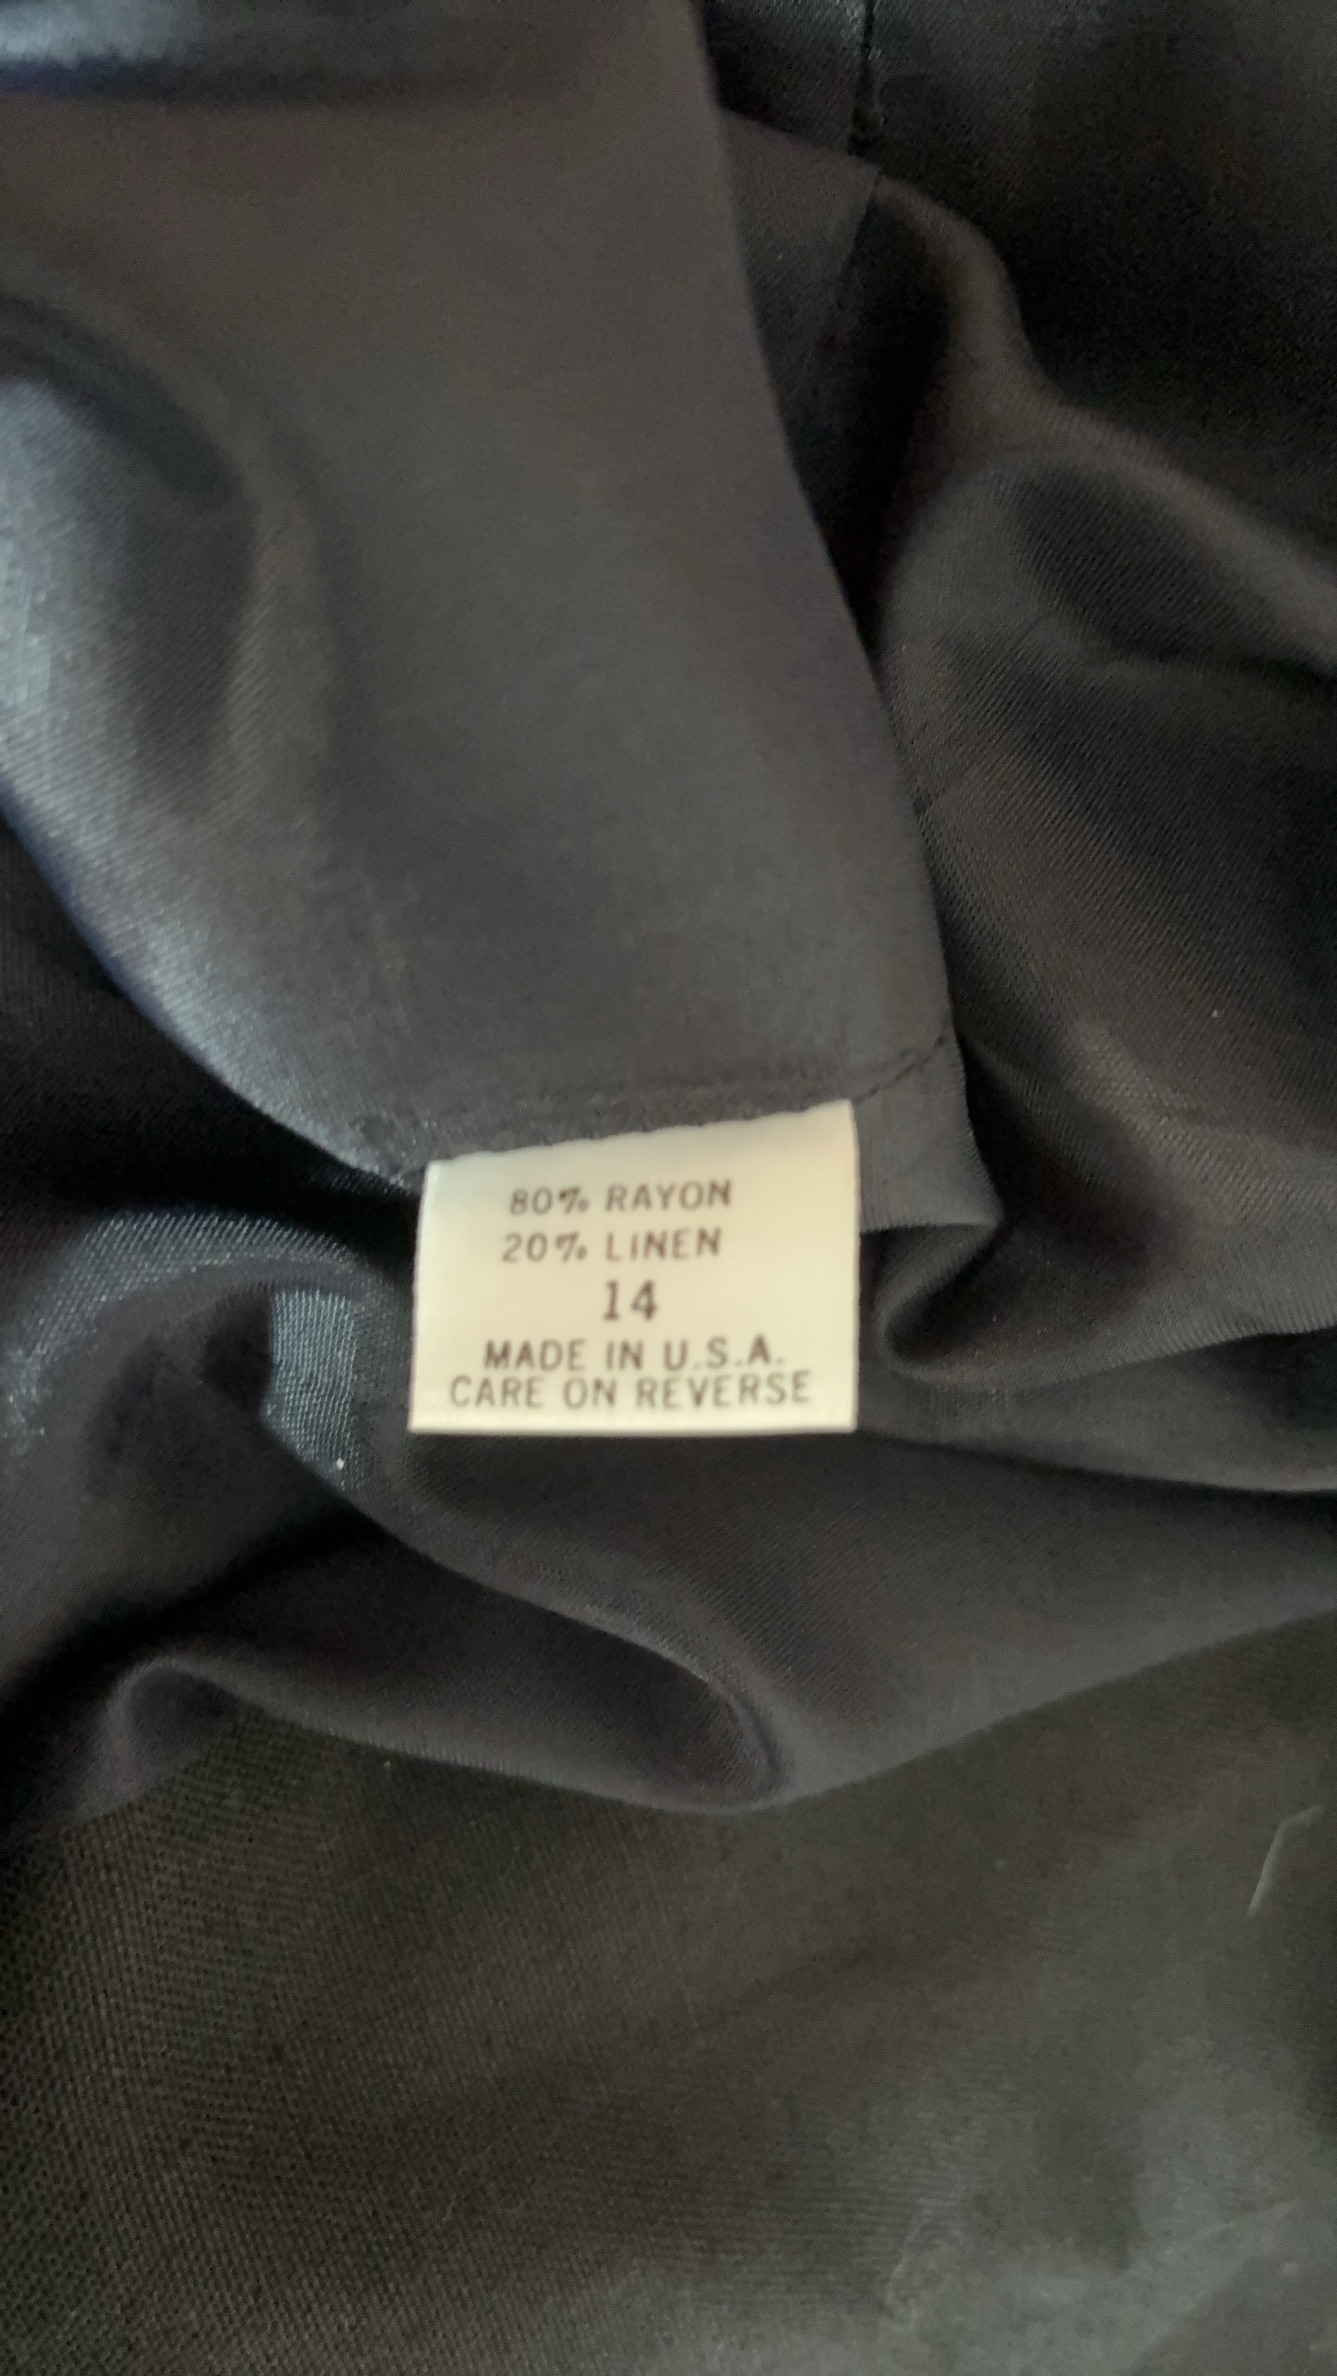 80% RAYON
20% LINEN
14
MADE IN U.S.A.
CARE ON REVERSE